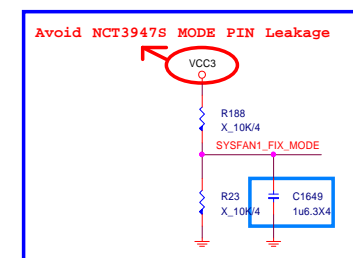 Avoid NCT3947S MODE PIN Leakage
VCC3
R188
X_10K/4
SYSFAN1_FIX_MODE
R23
X_10K/4
C1649
1u6.3X4